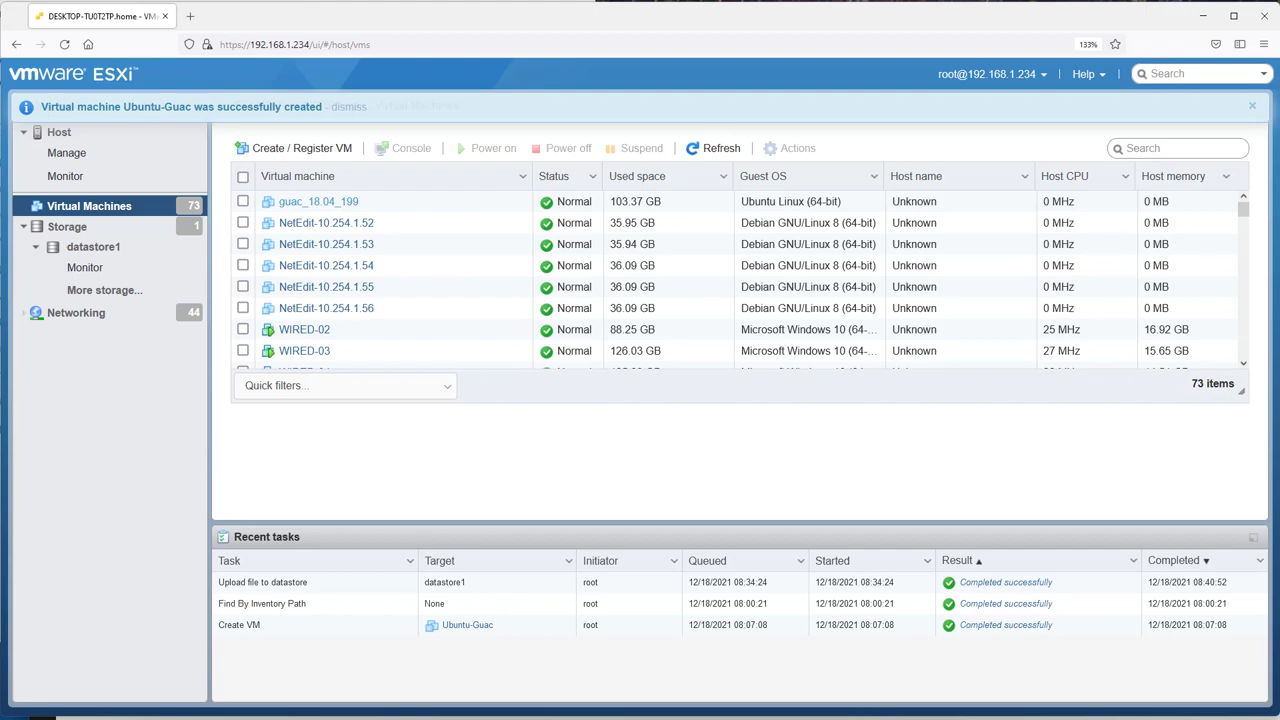 DESKTOP-TU0T2TP.home - VM
https://192.168.1.234/ui/#/host/vms
133%
vmware ESXi™
root@192.168.1.234
Help
Search
Virtual machine Ubuntu-Guac was successfully created - dismiss
Host
Manage
Monitor
Virtual Machines 73
Storage 1
datastore1
Monitor
More storage...
Networking 44
Create / Register VM
Console
Power on
Power off
Suspend
Refresh
Actions
Search
Virtual machine Status Used space Guest OS Host name Host CPU Host memory
guac_18.04_199 Normal 103.37 GB Ubuntu Linux (64-bit) Unknown 0 MHz 0 MB
NetEdit-10.254.1.52 Normal 35.95 GB Debian GNU/Linux 8 (64-bit) Unknown 0 MHz 0 MB
NetEdit-10.254.1.53 Normal 35.94 GB Debian GNU/Linux 8 (64-bit) Unknown 0 MHz 0 MB
NetEdit-10.254.1.54 Normal 36.09 GB Debian GNU/Linux 8 (64-bit) Unknown 0 MHz 0 MB
NetEdit-10.254.1.55 Normal 36.09 GB Debian GNU/Linux 8 (64-bit) Unknown 0 MHz 0 MB
NetEdit-10.254.1.56 Normal 36.09 GB Debian GNU/Linux 8 (64-bit) Unknown 0 MHz 0 MB
WIRED-02 Normal 88.25 GB Microsoft Windows 10 (64-... Unknown 25 MHz 16.92 GB
WIRED-03 Normal 126.03 GB Microsoft Windows 10 (64-... Unknown 27 MHz 15.65 GB
Quick filters...
73 items
Recent tasks
Task Target Initiator Queued Started Result Completed
Upload file to datastore datastore1 root 12/18/2021 08:34:24 12/18/2021 08:34:24 Completed successfully 12/18/2021 08:40:52
Find By Inventory Path None root 12/18/2021 08:00:21 12/18/2021 08:00:21 Completed successfully 12/18/2021 08:00:21
Create VM Ubuntu-Guac root 12/18/2021 08:07:08 12/18/2021 08:07:08 Completed successfully 12/18/2021 08:07:08